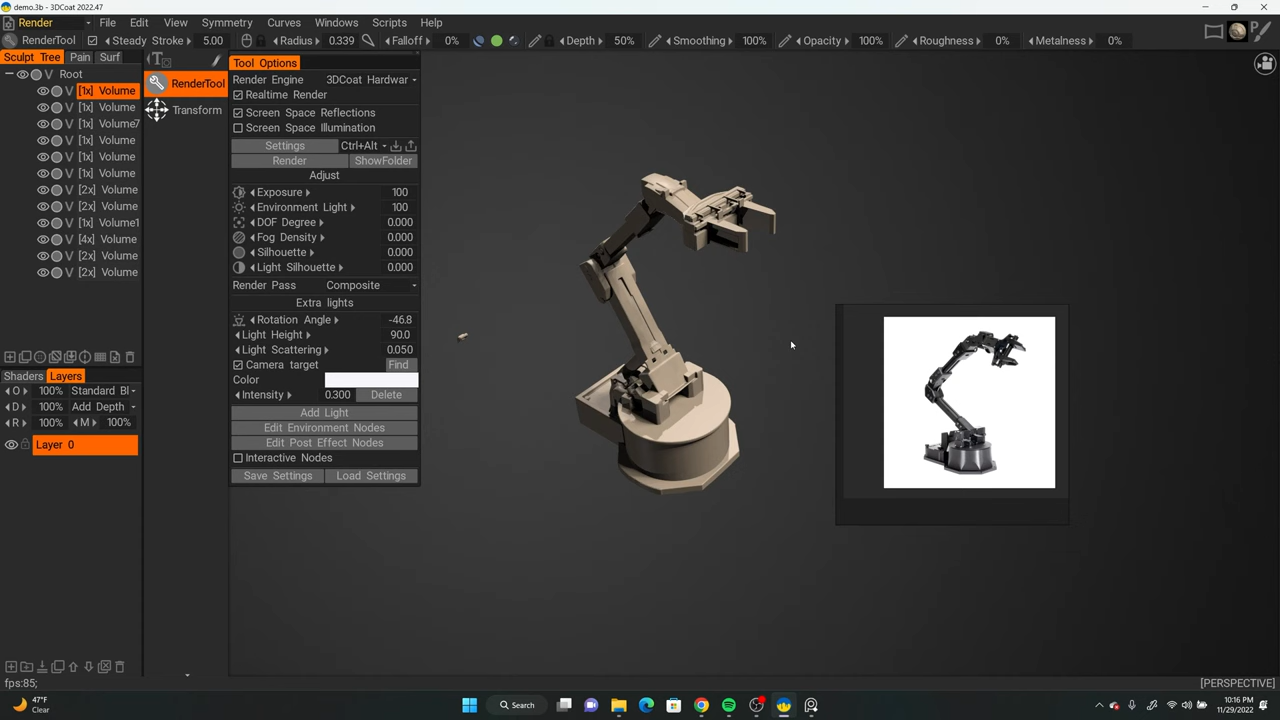 demo.3b - 3DCoat 2022.47
Render File Edit View Symmetry Curves Windows Scripts Help
RenderTool Steady Stroke 5.00 Radius 0.339 Falloff 0% Depth 50% Smoothing 100% Opacity 100% Roughness 0% Metalness 0%
Sculpt Tree Pain Surf
V Root
V [1x] Volume
V [1x] Volume
V [1x] Volume7
V [1x] Volume
V [1x] Volume
V [1x] Volume
V [2x] Volume
V [2x] Volume
V [1x] Volume1
V [4x] Volume
V [2x] Volume
V [2x] Volume
Shaders Layers
O 100% Standard Bl
D 100% Add Depth
R 100% M 100%
Layer 0
RenderTool
Transform
Tool Options
Render Engine 3DCoat Hardwar
Realtime Render
Screen Space Reflections
Screen Space Illumination
Settings Ctrl+Alt
Render ShowFolder
Adjust
Exposure 100
Environment Light 100
DOF Degree 0.000
Fog Density 0.000
Silhouette 0.000
Light Silhouette 0.000
Render Pass Composite
Extra lights
Rotation Angle -46.8
Light Height 90.0
Light Scattering 0.050
Camera target Find
Color
Intensity 0.300 Delete
Add Light
Edit Environment Nodes
Edit Post Effect Nodes
Interactive Nodes
Save Settings Load Settings
fps:85;
[PERSPECTIVE]
47°F
Clear
Search
10:16 PM
11/29/2022